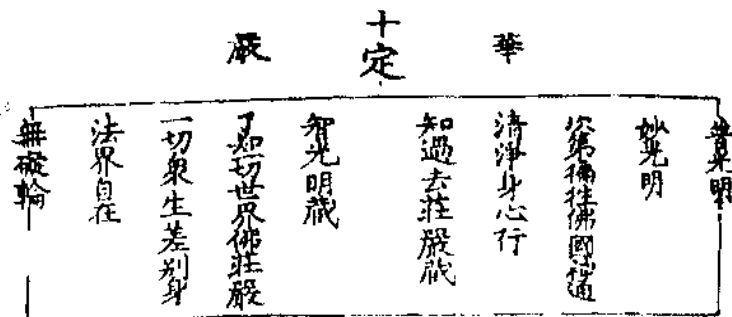 華 十定 嚴
普光明
妙光明
次第徧往佛國神通
清淨身心行
知過去莊嚴藏
智光明藏
了知一切世界佛莊嚴
一切衆生差別身
法界自在
無礙輪